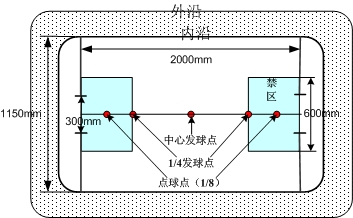 外沿
内沿
2000mm
禁
区
1150mm
300mm
600mm
中心发球点
1/4发球点
点球点（1/8）